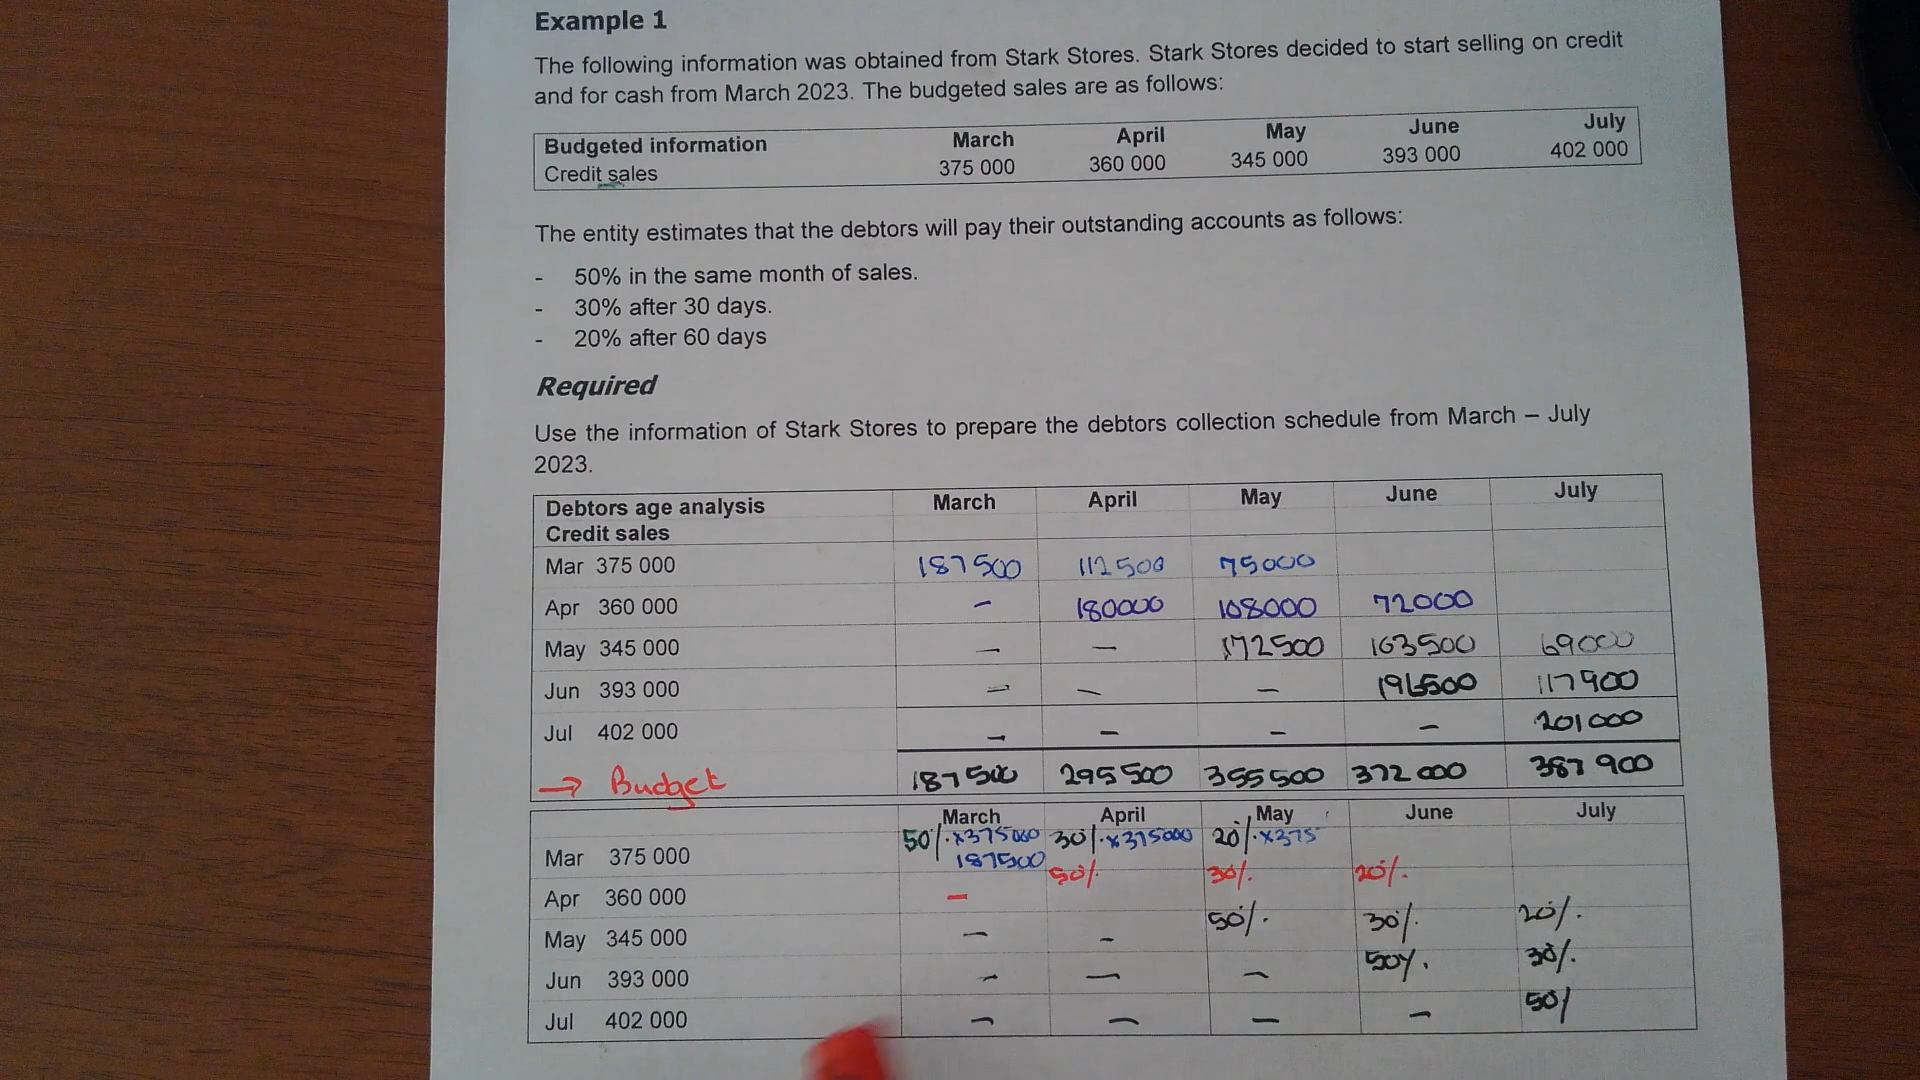 Example 1
The following information was obtained from Stark Stores. Stark Stores decided to start selling on credit
and for cash from March 2023. The budgeted sales are as follows:
Budgeted information March April May June July
Credit sales 375 000 360 000 345 000 393 000 402 000
The entity estimates that the debtors will pay their outstanding accounts as follows:
- 50% in the same month of sales.
- 30% after 30 days.
- 20% after 60 days
Required
Use the information of Stark Stores to prepare the debtors collection schedule from March – July
2023.
Debtors age analysis March April May June July
Credit sales
Mar 375 000 187500 112500 75000
Apr 360 000 - 180000 108000 72000
May 345 000 - - 172500 103500 69000
Jun 393 000 - - - 196500 117900
Jul 402 000 - - - - 201000
→ Budget 187500 295500 355500 372000 387 900
March April May June July
Mar 375 000 50%x375000 30%x375000 20%x375
187500
Apr 360 000 - 50% 30% 20%
May 345 000 - - 50% 30% 20%
Jun 393 000 - - - 50% 30%
Jul 402 000 - - - - 50%